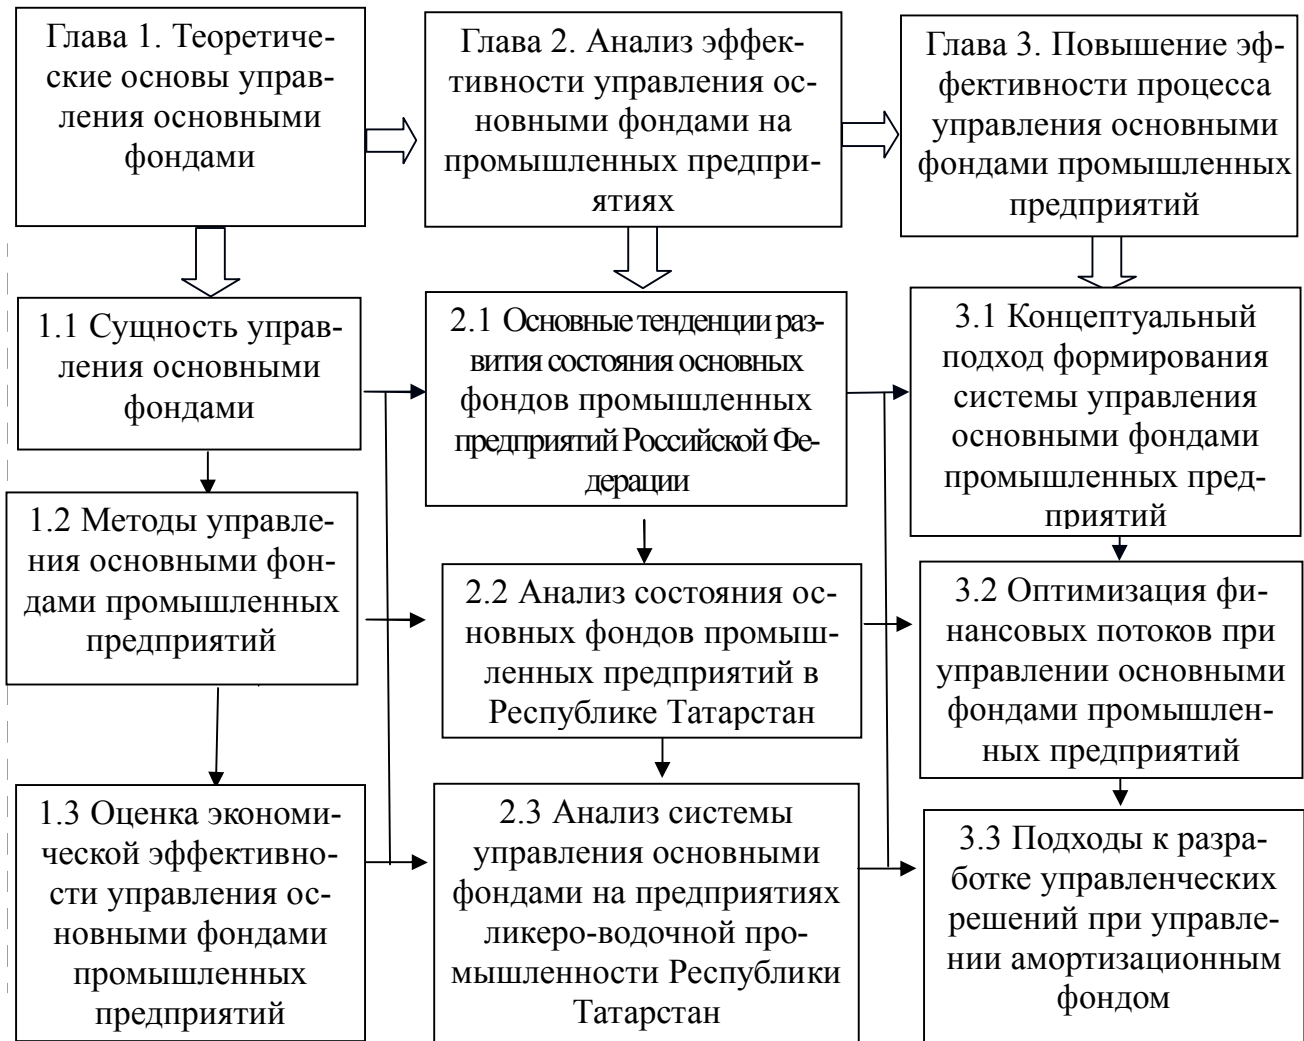 Глава 1. Теоретиче-
ские основы управ-
ления основными
фондами
Глава 2. Анализ эффек-
тивности управления ос-
новными фондами на
промышленных предпри-
ятиях
Глава 3. Повышение эф-
фективности процесса
управления основными
фондами промышленных
предприятий
1.1 Сущность управ-
ления основными
фондами
2.1 Основные тенденции раз-
вития состояния основных
фондов промышленных
предприятий Российской Фе-
дерации
3.1 Концептуальный
подход формирования
системы управления
основными фондами
промышленных пред-
приятий
1.2 Методы управле-
ния основными фон-
дами промышленных
предприятий
2.2 Анализ состояния ос-
новных фондов промыш-
ленных предприятий в
Республике Татарстан
3.2 Оптимизация фи-
нансовых потоков при
управлении основными
фондами промышлен-
ных предприятий
1.3 Оценка экономи-
ческой эффективно-
сти управления ос-
новными фондами
промышленных
предприятий
2.3 Анализ системы
управления основными
фондами на предприятиях
ликеро-водочной про-
мышленности Республики
Татарстан
3.3 Подходы к разра-
ботке управленческих
решений при управле-
нии амортизационным
фондом